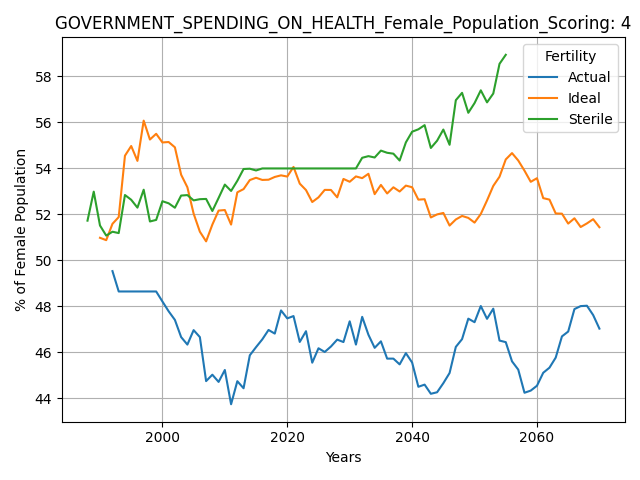 GOVERNMENT_SPENDING_ON_HEALTH_Female_Population_Scoring: 4
Fertility
Actual
Ideal
Sterile
% of Female Population
58
56
54
52
50
48
46
44
2000
2020
2040
2060
Years